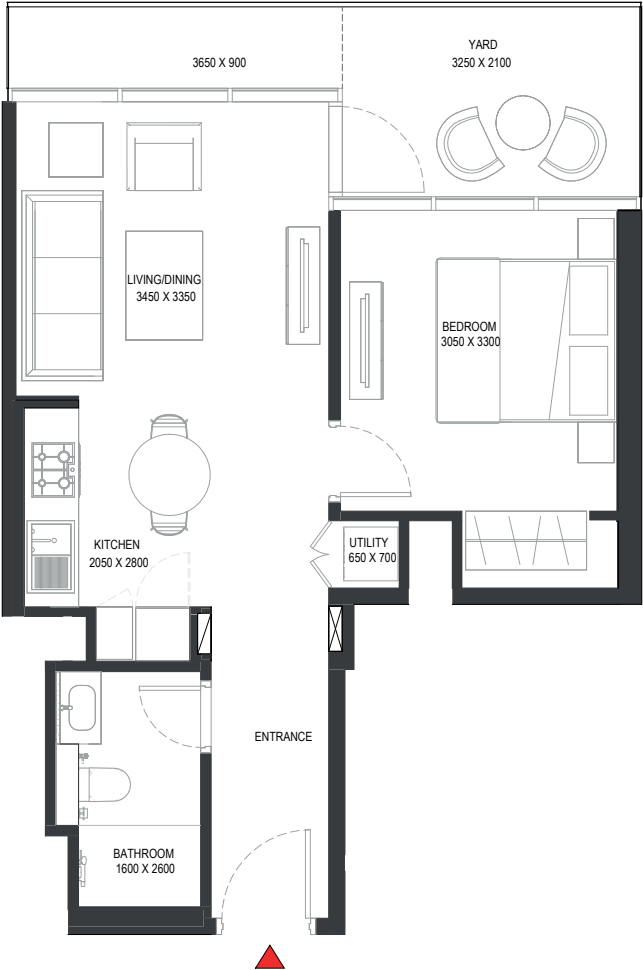 YARD
3650 X 900
3250 X 2100
LIVING/DINING
3450 X 3350
BEDROOM
3050 X 3300
KITCHEN
2050 X 2800
UTILITY
650 X 700
ENTRANCE
BATHROOM
1600 X 2600